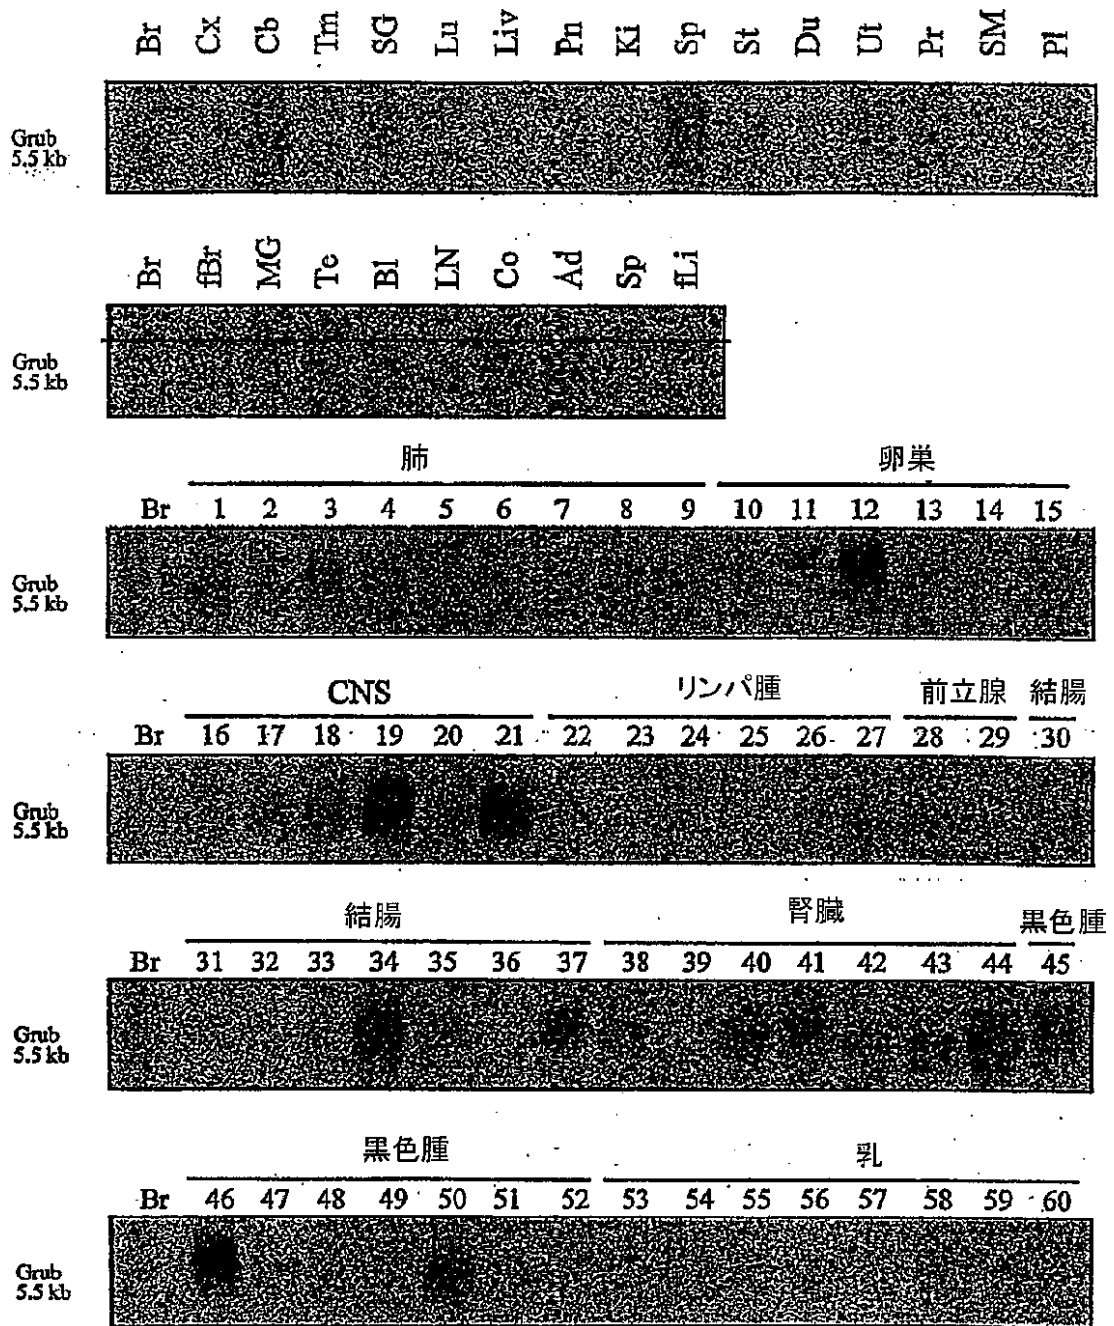 Br Cx Cb Tm SG Lu Liv Pn Ki Sp St Du Ut Pr SM Pl
Grub
5.5 kb
Br fBr MG Te Bl LN Co Ad Sp fLi
Grub
5.5 kb
肺 卵巣
Br 1 2 3 4 5 6 7 8 9 10 11 12 13 14 15
Grub
5.5 kb
CNS リンパ腫 前立腺 結腸
Br 16 17 18 19 20 21 22 23 24 25 26 27 28 29 30
Grub
5.5 kb
結腸 腎臓 黒色腫
Br 31 32 33 34 35 36 37 38 39 40 41 42 43 44 45
Grub
5.5 kb
黒色腫 乳
Br 46 47 48 49 50 51 52 53 54 55 56 57 58 59 60
Grub
5.5 kb